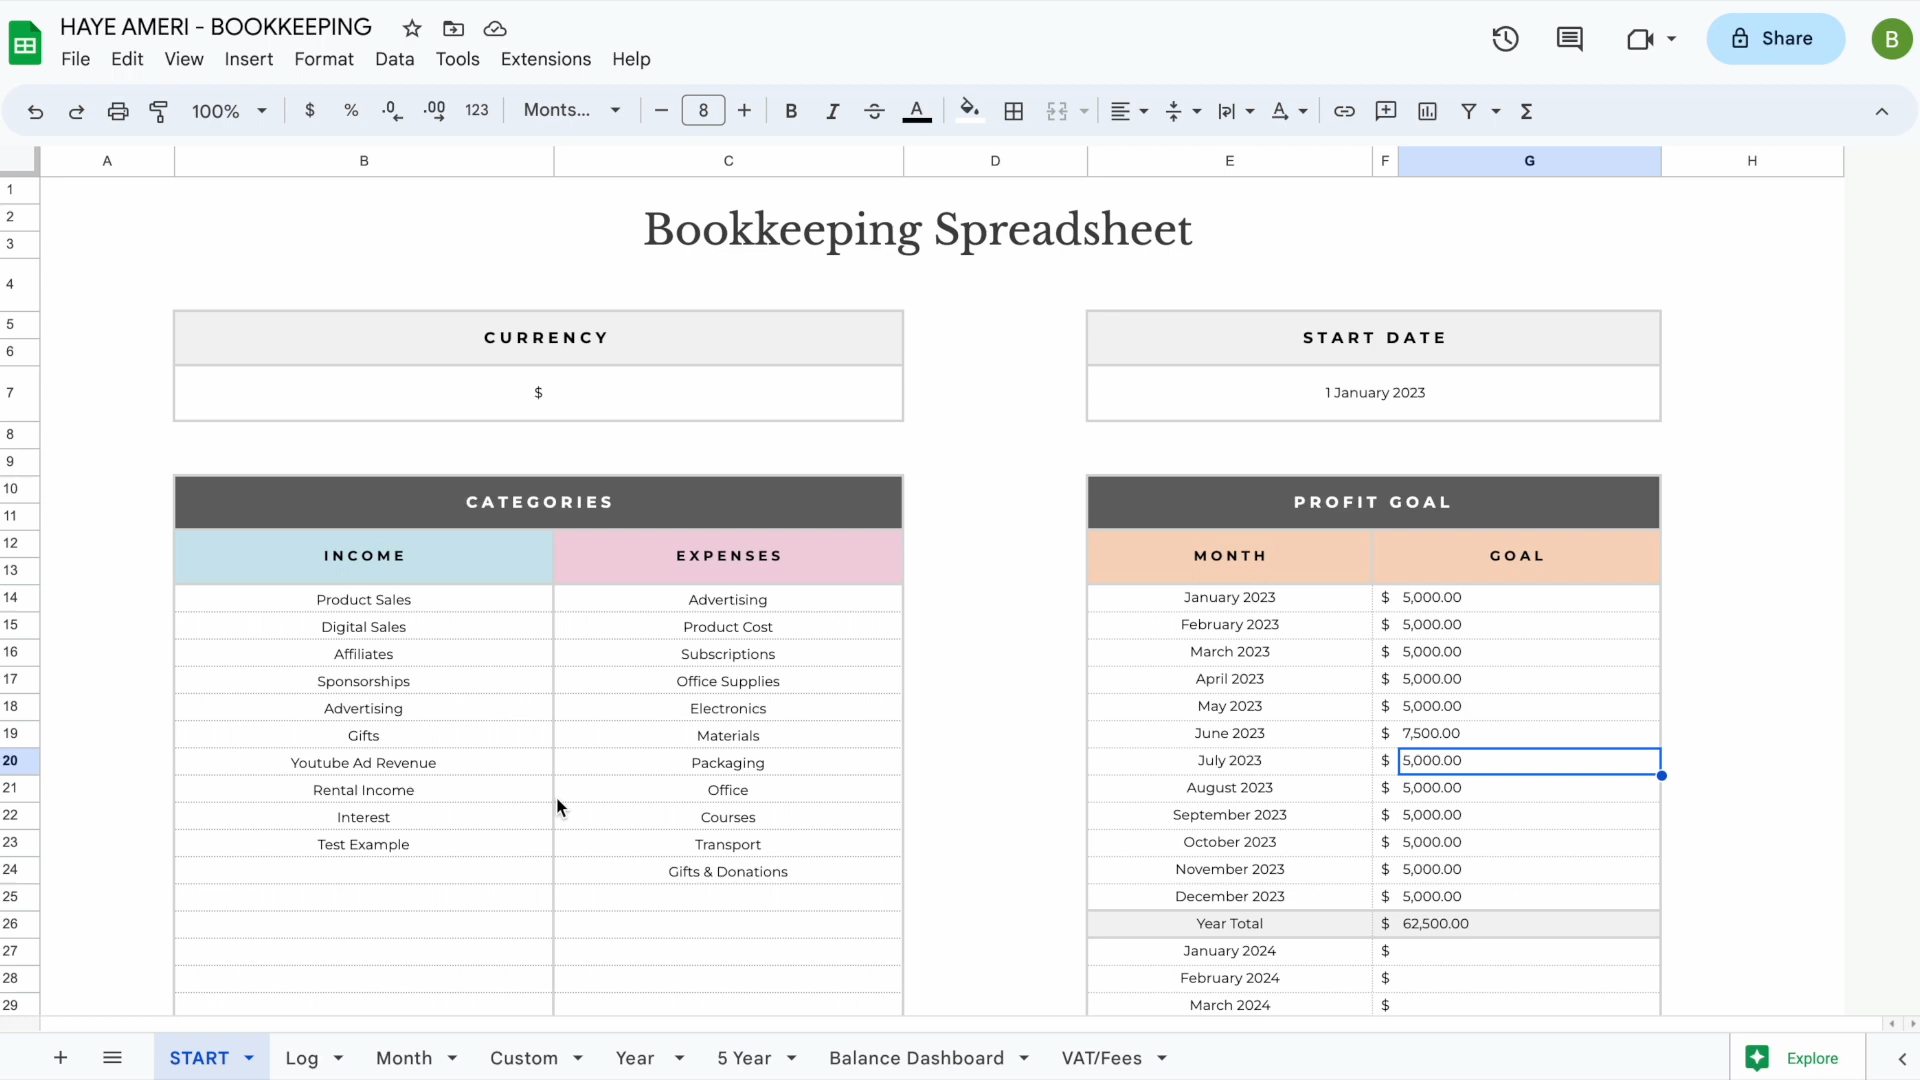 HAYE AMERI - BOOKKEEPING
File Edit View Insert Format Data Tools Extensions Help
Share
B
100% $ % .0 .00 123 Monts... 8 B I A Σ
A B C D E F G H
1
2
3
Bookkeeping Spreadsheet
4
5
6
CURRENCY START DATE
7 $ 1 January 2023
8
9
10
11
CATEGORIES PROFIT GOAL
12
13
INCOME EXPENSES MONTH GOAL
14 Product Sales Advertising January 2023 $ 5,000.00
15 Digital Sales Product Cost February 2023 $ 5,000.00
16 Affiliates Subscriptions March 2023 $ 5,000.00
17 Sponsorships Office Supplies April 2023 $ 5,000.00
18 Advertising Electronics May 2023 $ 5,000.00
19 Gifts Materials June 2023 $ 7,500.00
20 Youtube Ad Revenue Packaging July 2023 $ 5,000.00
21 Rental Income Office August 2023 $ 5,000.00
22 Interest Courses September 2023 $ 5,000.00
23 Test Example Transport October 2023 $ 5,000.00
24 Gifts & Donations November 2023 $ 5,000.00
25 December 2023 $ 5,000.00
26 Year Total $ 62,500.00
27 January 2024 $
28 February 2024 $
29 March 2024 $
START Log Month Custom Year 5 Year Balance Dashboard VAT/Fees Explore